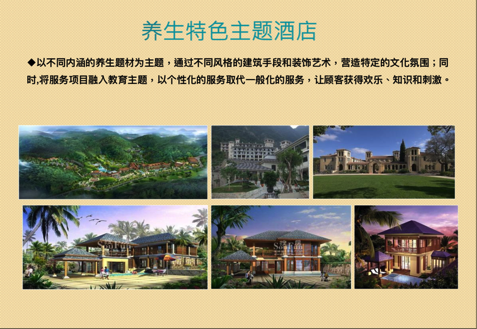 养生特色主题酒店
◆以不同内涵的养生题材为主题，通过不同风格的建筑手段和装饰艺术，营造特定的文化氛围；同
时,将服务项目融入教育主题，以个性化的服务取代一般化的服务，让顾客获得欢乐、知识和刺激。